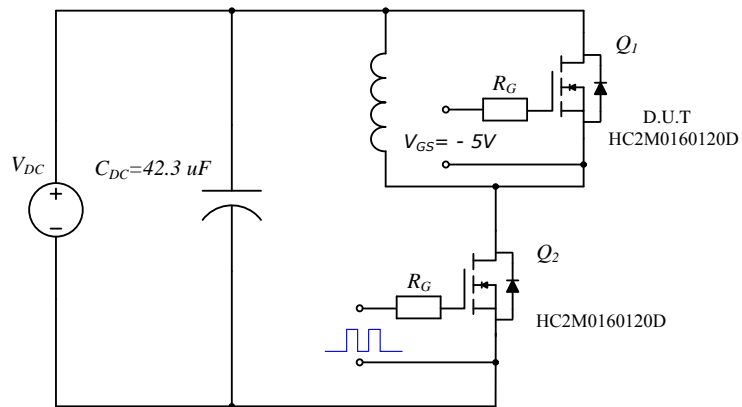 Q1
RG
D.U.T
HC2M0160120D
VGS= - 5V
VDC
CDC=42.3 uF
+
−
Q2
RG
HC2M0160120D